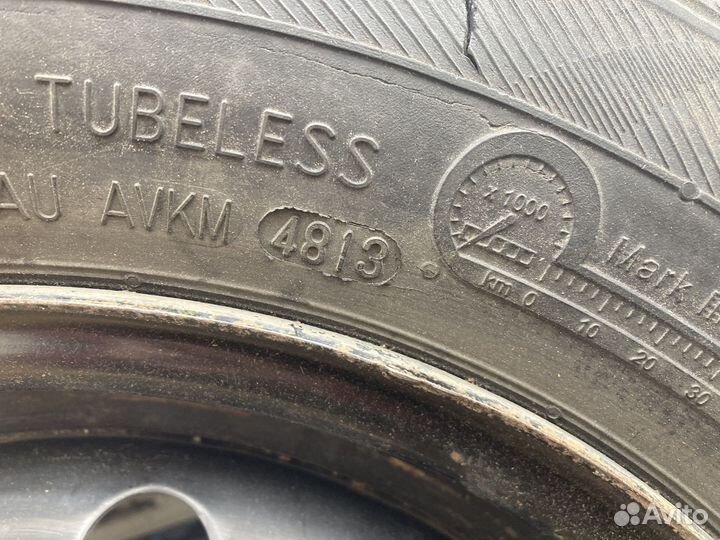 TUBELESS
AU AVKM 4813
x 1000
km 0 10 20 30
Mark
Avito